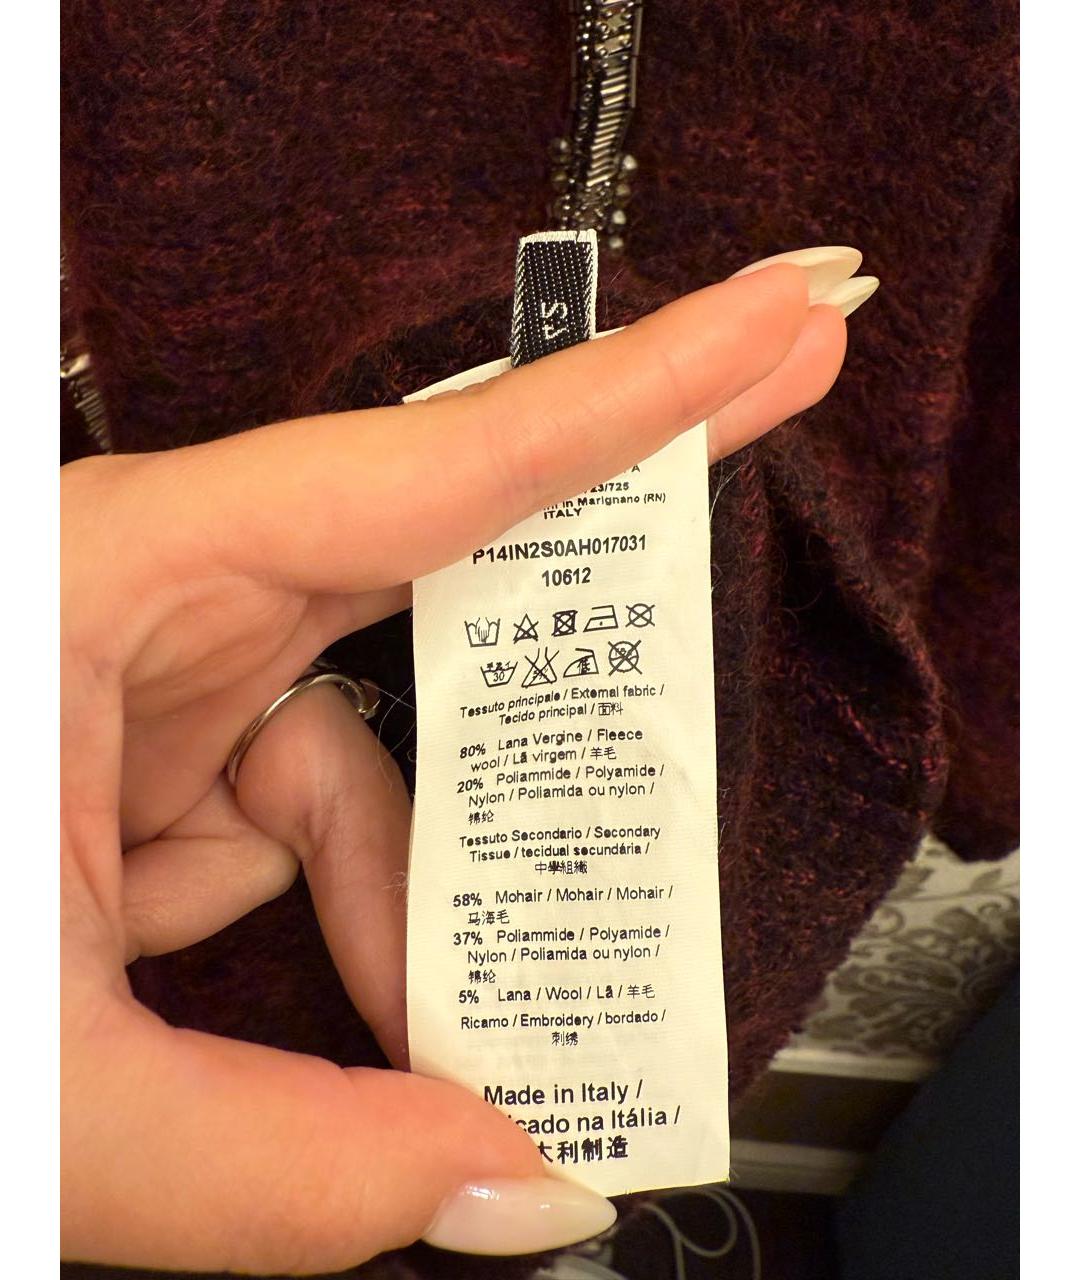 A
23/725
in Marignano (RN)
ITALY
P14IN2S0AH017031
10612
30
Tessuto principale / External fabric /
Tecido principal / 面料
80% Lana Vergine / Fleece
wool / Lã virgem / 羊毛
20% Poliammide / Polyamide /
Nylon / Poliamida ou nylon /
锦纶
Tessuto Secondario / Secondary
Tissue / tecidual secundária /
中學組織
58% Mohair / Mohair / Mohair /
马海毛
37% Poliammide / Polyamide /
Nylon / Poliamida ou nylon /
锦纶
5% Lana / Wool / Lã / 羊毛
Ricamo / Embroidery / bordado /
刺绣
Made in Italy /
icado na Itália /
大利制造